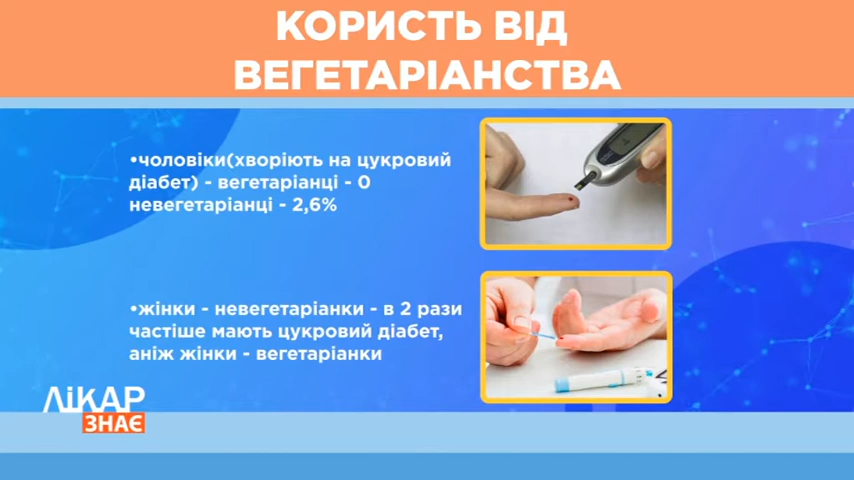 КОРИСТЬ ВІД
ВЕГЕТАРІАНСТВА
•чоловіки(хворіють на цукровий
діабет) - вегетаріанці - 0
невегетаріанці - 2,6%
•жінки - невегетаріанки - в 2 рази
частіше мають цукровий діабет,
аніж жінки - вегетаріанки
ЛіКАР
ЗНАЄ